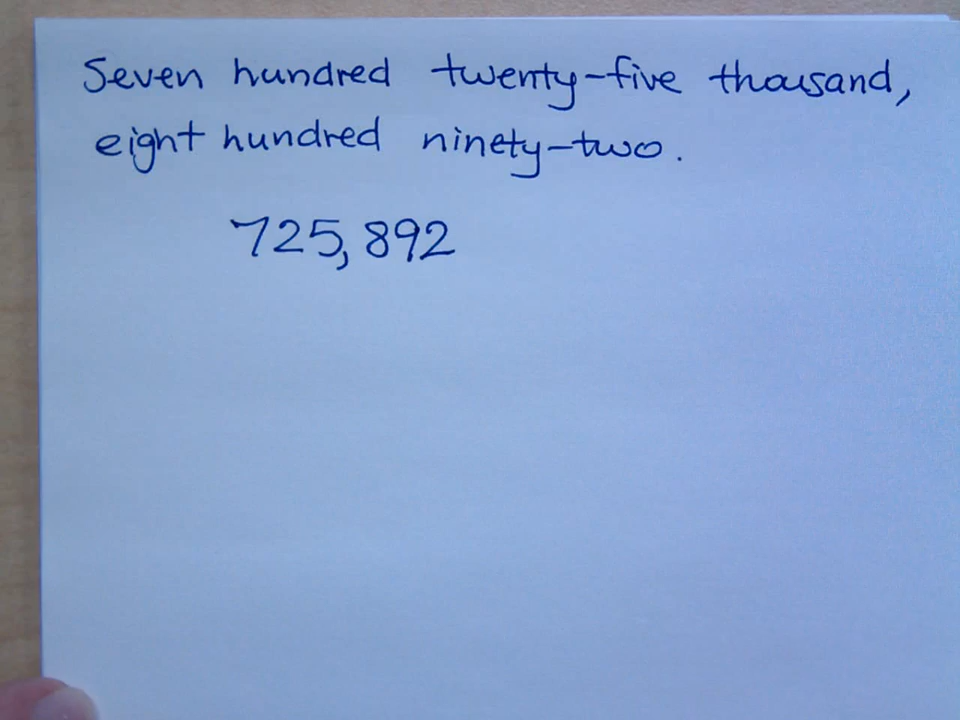 Seven hundred twenty-five thousand,
eight hundred ninety-two.
725,892